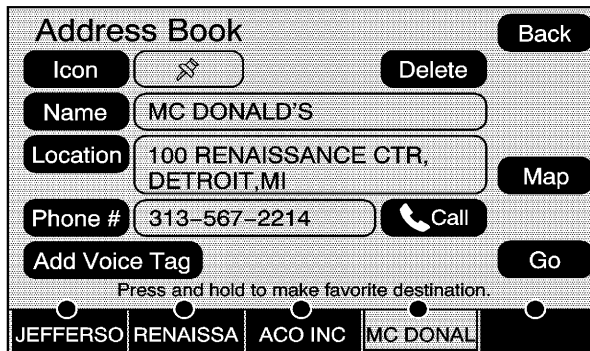 Address Book
Back
Icon
Delete
Name
MC DONALD'S
Location
100 RENAISSANCE CTR,
DETROIT,MI
Map
Phone #
313–567–2214
Call
Add Voice Tag
Go
Press and hold to make favorite destination.
JEFFERSO
RENAISSA
ACO INC
MC DONAL